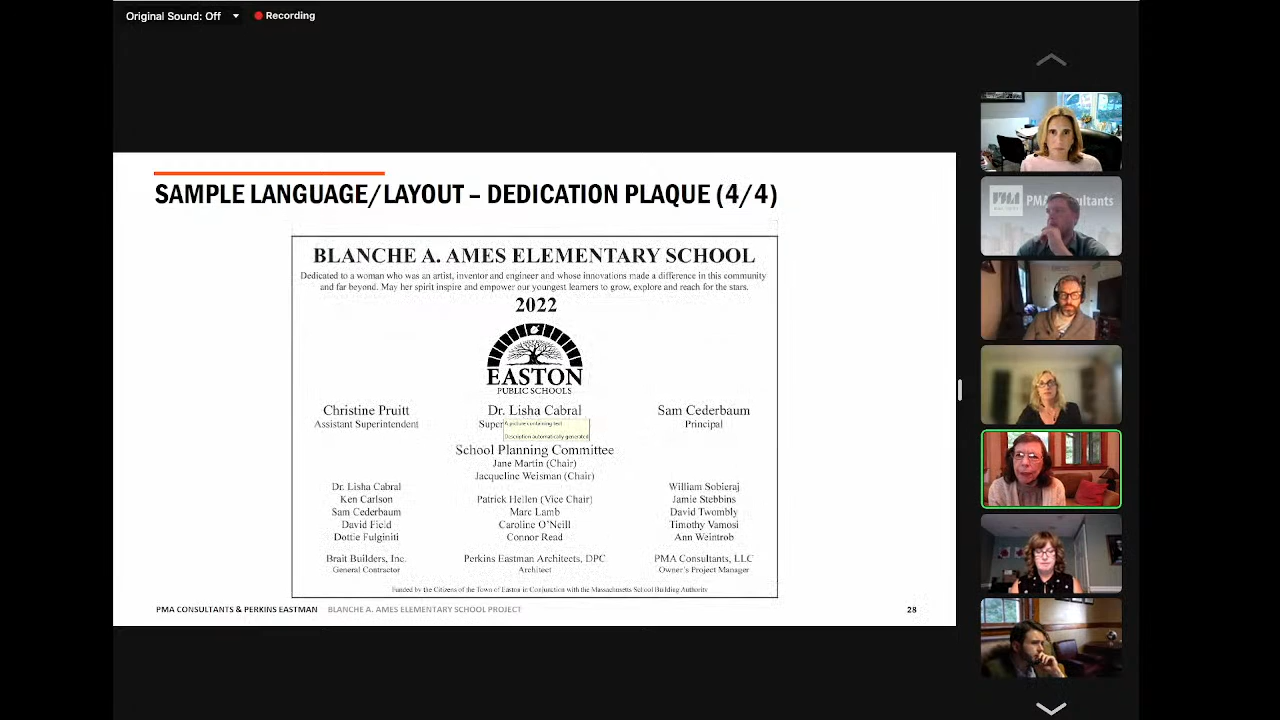 Original Sound: Off
Recording
SAMPLE LANGUAGE/LAYOUT – DEDICATION PLAQUE (4/4)
BLANCHE A. AMES ELEMENTARY SCHOOL
Dedicated to a woman who was an artist, inventor and engineer and whose innovations made a difference in this community
and far beyond. May her spirit inspire and empower our youngest learners to grow, explore and reach for the stars.
2022
EASTON
PUBLIC SCHOOLS
Christine Pruitt
Assistant Superintendent
Dr. Lisha Cabral
Super
A picture containing text
Description automatically generated
Sam Cederbaum
Principal
School Planning Committee
Jane Martin (Chair)
Jacqueline Weisman (Chair)
Dr. Lisha Cabral
Ken Carlson
Sam Cederbaum
David Field
Dottie Fulginiti
Patrick Hellen (Vice Chair)
Marc Lamb
Caroline O'Neill
Connor Read
William Sobieraj
Jamie Stebbins
David Twombly
Timothy Vamosi
Ann Weintrob
Brait Builders, Inc.
General Contractor
Perkins Eastman Architects, DPC
Architect
PMA Consultants, LLC
Owner's Project Manager
Funded by the Citizens of the Town of Easton in Conjunction with the Massachusetts School Building Authority
PMA CONSULTANTS & PERKINS EASTMAN
BLANCHE A. AMES ELEMENTARY SCHOOL PROJECT
28
PMA